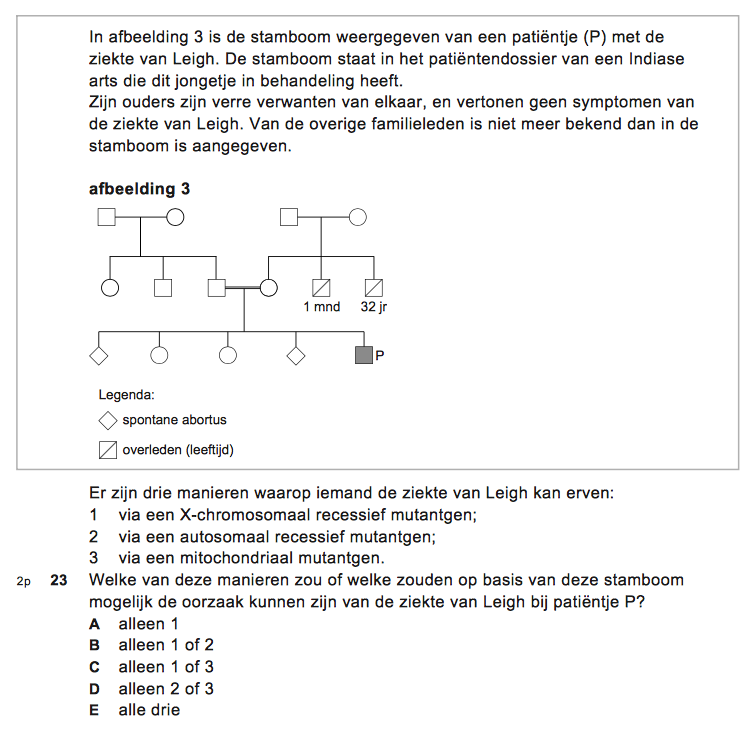 In afbeelding 3 is de stamboom weergegeven van een patiëntje (P) met de
ziekte van Leigh. De stamboom staat in het patiëntendossier van een Indiase
arts die dit jongetje in behandeling heeft.
Zijn ouders zijn verre verwanten van elkaar, en vertonen geen symptomen van
de ziekte van Leigh. Van de overige familieleden is niet meer bekend dan in de
stamboom is aangegeven.
afbeelding 3
1 mnd 32 jr
P
Legenda:
spontane abortus
overleden (leeftijd)
Er zijn drie manieren waarop iemand de ziekte van Leigh kan erven:
1 via een X-chromosomaal recessief mutantgen;
2 via een autosomaal recessief mutantgen;
3 via een mitochondriaal mutantgen.
2p 23 Welke van deze manieren zou of welke zouden op basis van deze stamboom
mogelijk de oorzaak kunnen zijn van de ziekte van Leigh bij patiëntje P?
A alleen 1
B alleen 1 of 2
C alleen 1 of 3
D alleen 2 of 3
E alle drie